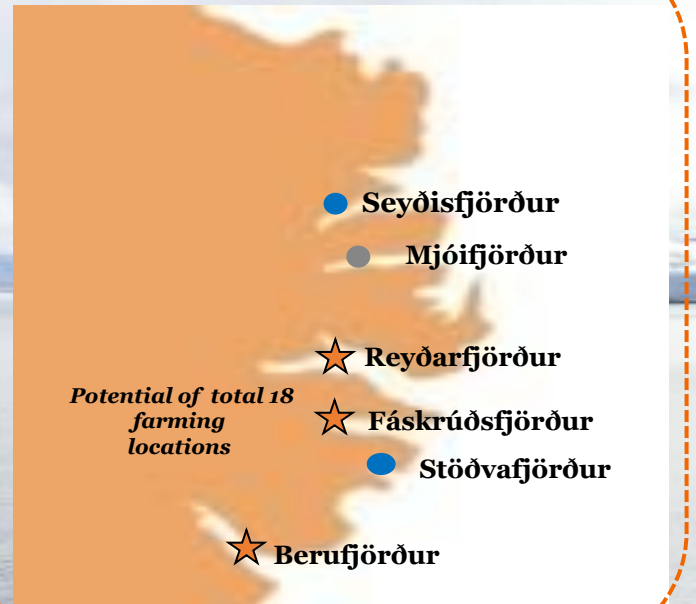 Seyðisfjörður
Mjóifjörður
Reyðarfjörður
Potential of total 18
farming
locations
Fáskrúðsfjörður
Stöðvafjörður
Berufjörður